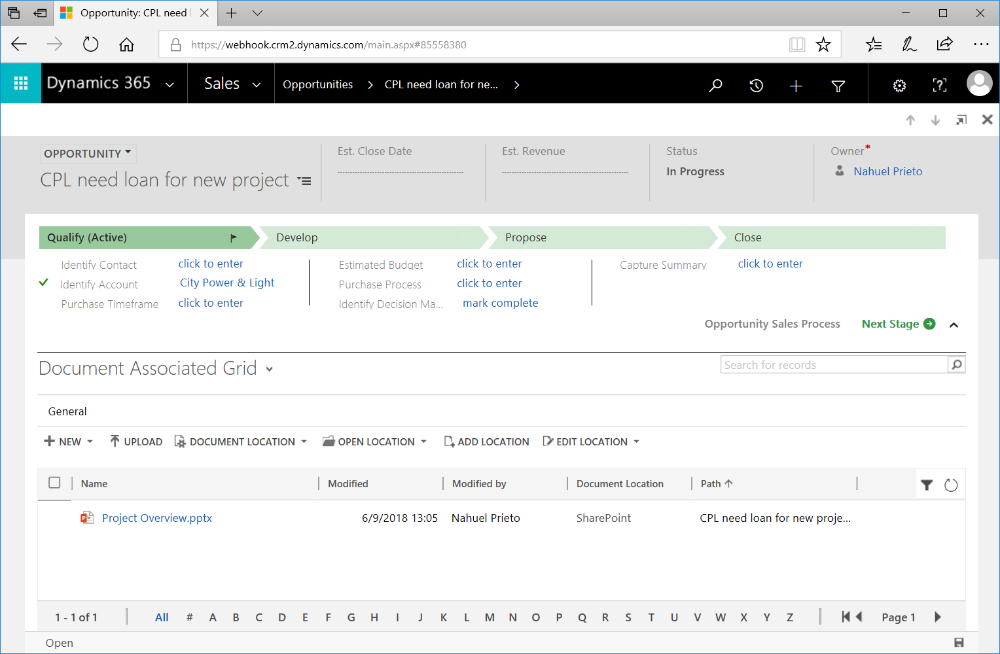 Opportunity: CPL need
https://webhook.crm2.dynamics.com/main.aspx#85558380
Dynamics 365 Sales Opportunities CPL need loan for ne...
OPPORTUNITY
CPL need loan for new project
Est. Close Date
Est. Revenue
Status
In Progress
Owner*
Nahuel Prieto
Qualify (Active) Develop Propose Close
Identify Contact click to enter
Identify Account City Power & Light
Purchase Timeframe click to enter
Estimated Budget click to enter
Purchase Process click to enter
Identify Decision Ma... mark complete
Capture Summary click to enter
Opportunity Sales Process Next Stage
Document Associated Grid
Search for records
General
NEW UPLOAD DOCUMENT LOCATION OPEN LOCATION ADD LOCATION EDIT LOCATION
Name Modified Modified by Document Location Path
Project Overview.pptx 6/9/2018 13:05 Nahuel Prieto SharePoint CPL need loan for new proje...
1 - 1 of 1 All # A B C D E F G H I J K L M N O P Q R S T U V W X Y Z Page 1
Open